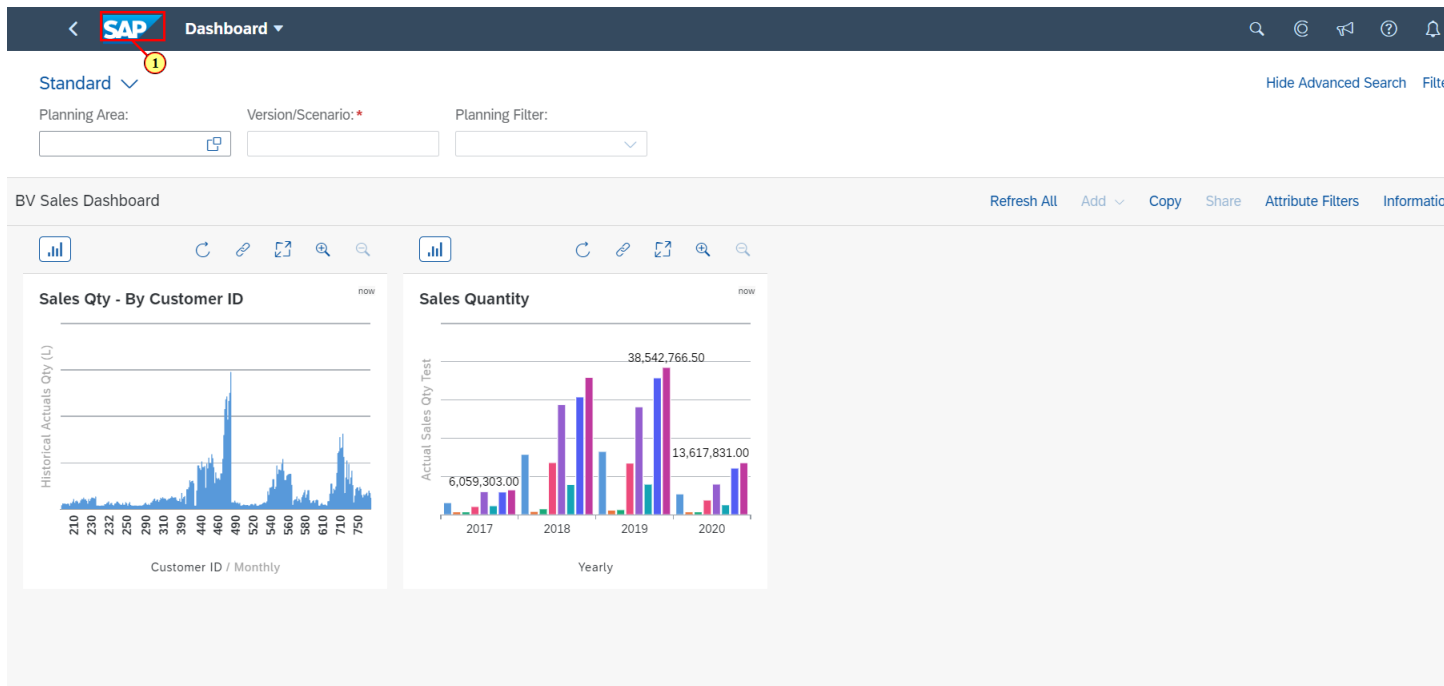 SAP Dashboard
1
Standard
Hide Advanced Search Filte
Planning Area: Version/Scenario:* Planning Filter:
BV Sales Dashboard
Refresh All Add Copy Share Attribute Filters Informatio
Sales Qty - By Customer ID now
Historical Actuals Qty (L)
210 230 232 250 290 310 390 440 460 490 520 540 560 580 610 710 750
Customer ID / Monthly
Sales Quantity now
Actual Sales Qty Test
38,542,766.50
13,617,831.00
6,059,303.00
2017 2018 2019 2020
Yearly